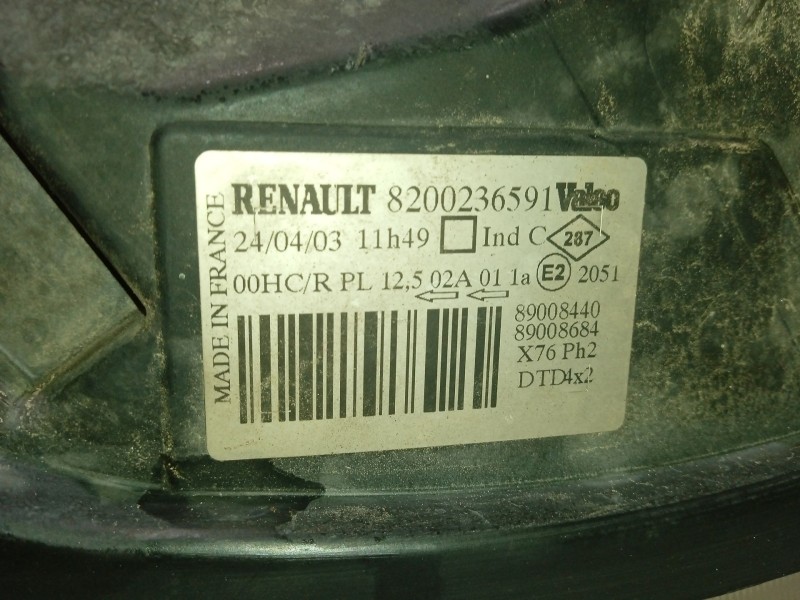 RENAULT 8200236591 Valeo
24/04/03 11h49 Ind C 287
00HC/R PL 12,5 02A 01 1a E2 2051
MADE IN FRANCE
89008440
89008684
X76 Ph2
DTD4x2